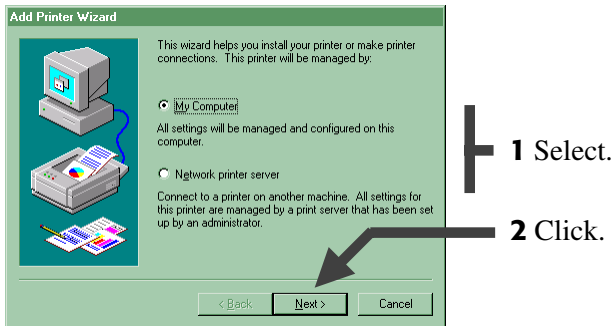 Add Printer Wizard
This wizard helps you install your printer or make printer
connections. This printer will be managed by:
My Computer
All settings will be managed and configured on this
computer.
Network printer server
Connect to a printer on another machine. All settings for
this printer are managed by a print server that has been set
up by an administrator.
1 Select.
2 Click.
< Back
Next >
Cancel